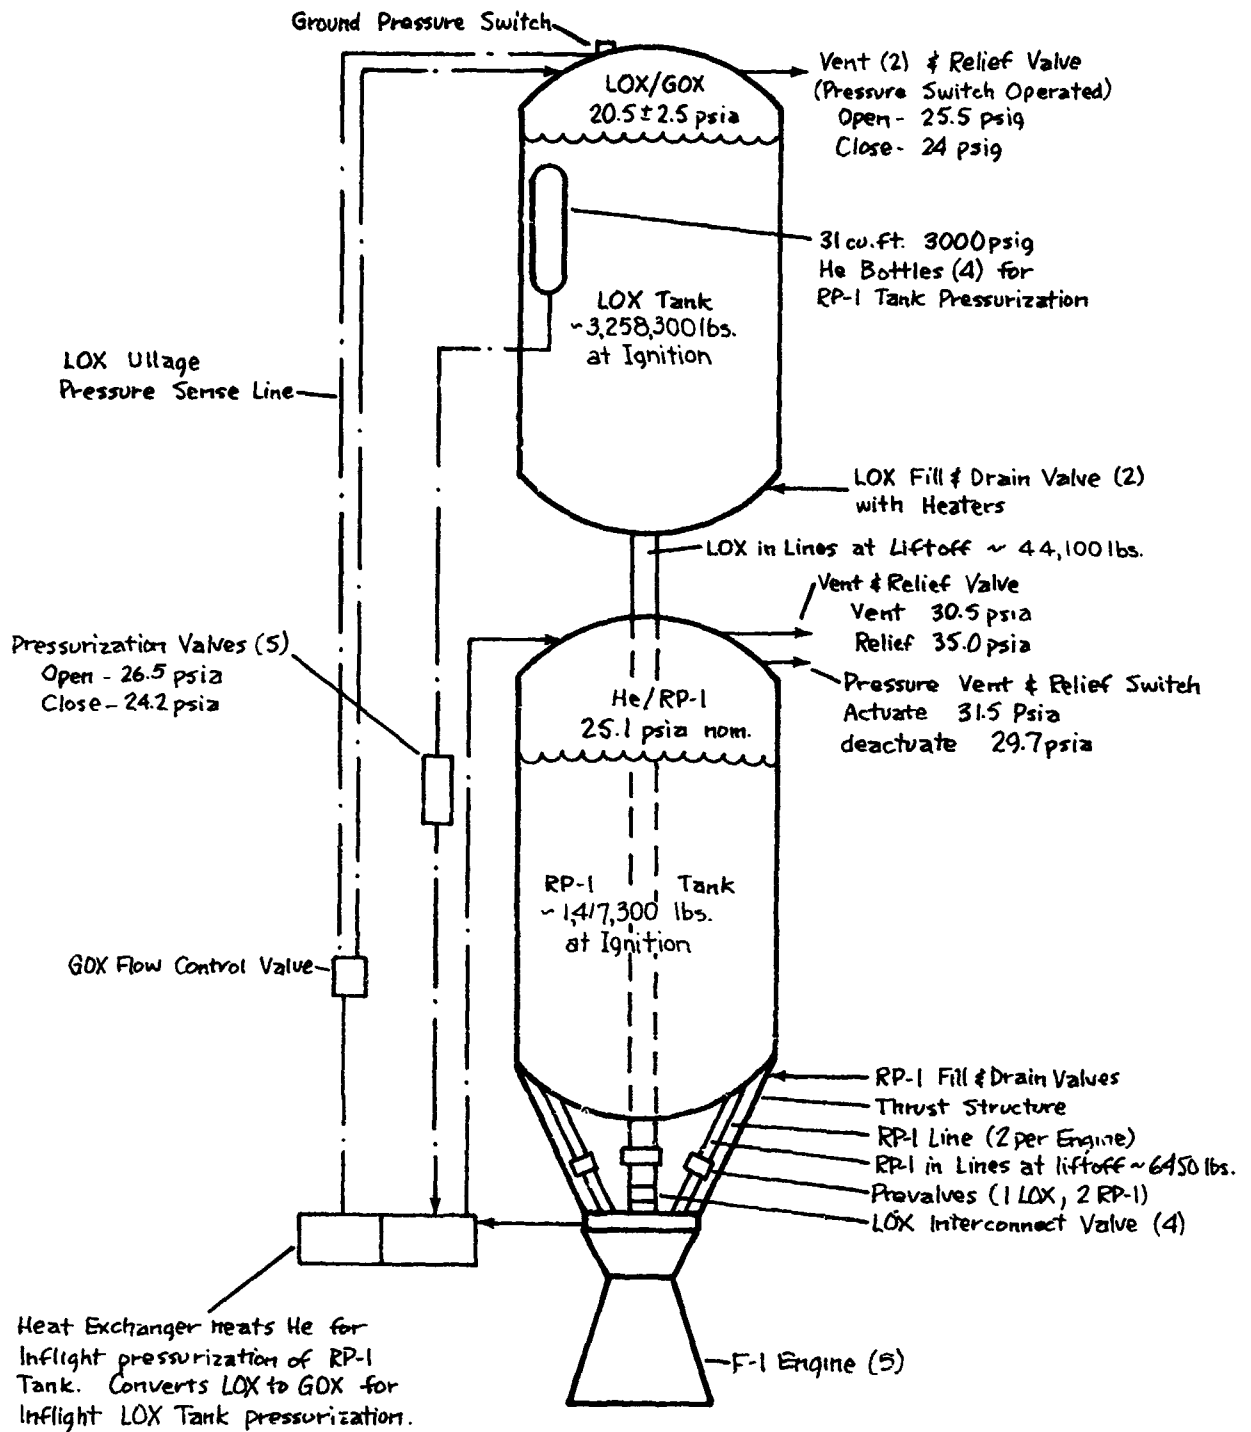 Ground Pressure Switch
LOX/GOX
20.5 ± 2.5 psia
Vent (2) & Relief Valve
(Pressure Switch Operated)
Open - 25.5 psig
Close - 24 psig
31 cu.ft. 3000 psig
He Bottles (4) for
RP-1 Tank Pressurization
LOX Tank
~3,258,300 lbs.
at Ignition
LOX Ullage
Pressure Sense Line
LOX Fill & Drain Valve (2)
with Heaters
LOX in Lines at Liftoff ~ 44,100 lbs.
Vent & Relief Valve
Vent 30.5 psia
Relief 35.0 psia
Pressurization Valves (5)
Open - 26.5 psia
Close - 24.2 psia
Pressure Vent & Relief Switch
Actuate 31.5 Psia
deactuate 29.7 psia
He/RP-1
25.1 psia nom.
RP-1 Tank
~ 1,417,300 lbs.
at Ignition
GOX Flow Control Valve
RP-1 Fill & Drain Valves
Thrust Structure
RP-1 Line (2 per Engine)
RP-1 in Lines at liftoff ~ 6450 lbs.
Prevalves (1 LOX, 2 RP-1)
LOX Interconnect Valve (4)
Heat Exchanger heats He for
Inflight pressurization of RP-1
Tank. Converts LOX to GOX for
Inflight LOX Tank pressurization.
F-1 Engine (5)